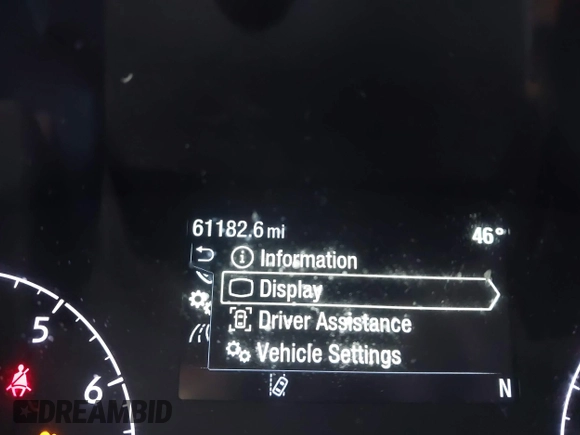 61182.6 mi
46°
Information
Display
Driver Assistance
Vehicle Settings
N
5
6
DREAMBID